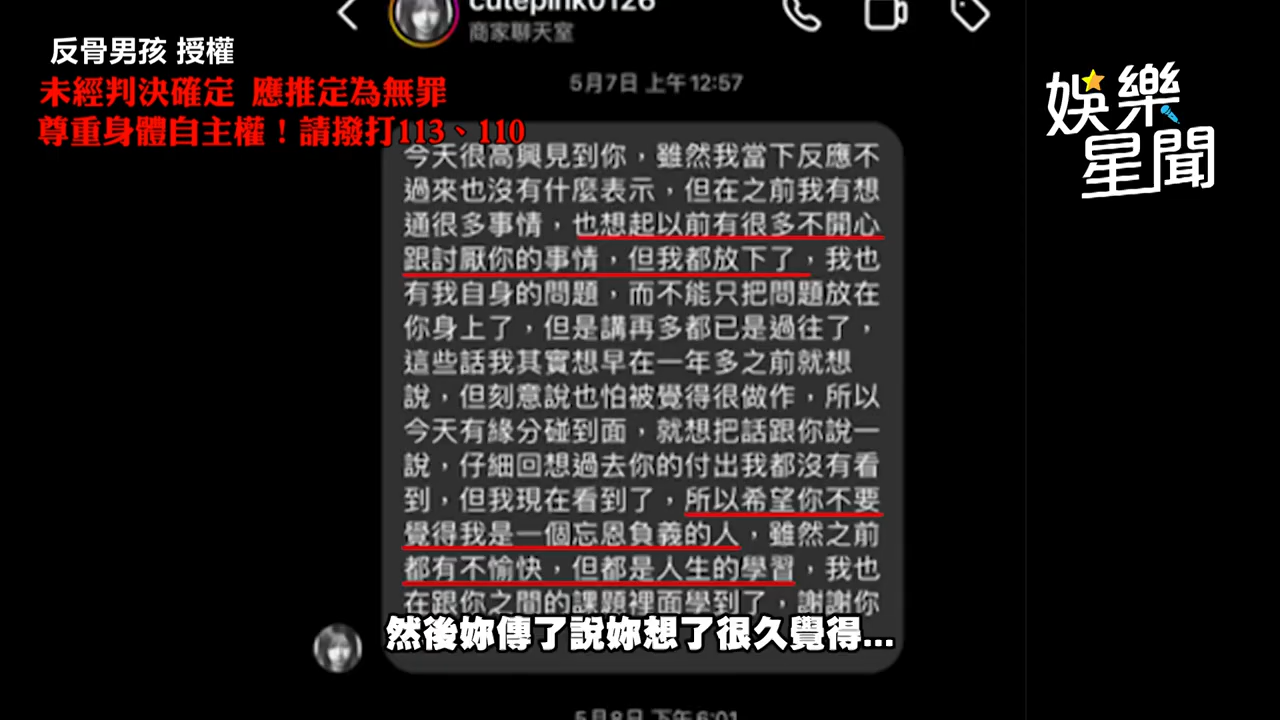 cutepink0126
商家聊天室
反骨男孩 授權
未經判決確定 應推定為無罪
尊重身體自主權！請撥打113、110
娛樂
星聞
5月7日 上午12:57
今天很高興見到你，雖然我當下反應不
過來也沒有什麼表示，但在之前我有想
通很多事情，也想起以前有很多不開心
跟討厭你的事情，但我都放下了，我也
有我自身的問題，而不能只把問題放在
你身上了，但是講再多都已是過往了，
這些話我其實想早在一年多之前就想
說，但刻意說也怕被覺得很做作，所以
今天有緣分碰到面，就想把話跟你說一
說，仔細回想過去你的付出我都沒有看
到，但我現在看到了，所以希望你不要
覺得我是一個忘恩負義的人，雖然之前
都有不愉快，但都是人生的學習，我也
在跟你之間的課題裡面學到了，謝謝你
然後妳傳了說妳想了很久覺得...
5月8日 下午6:01